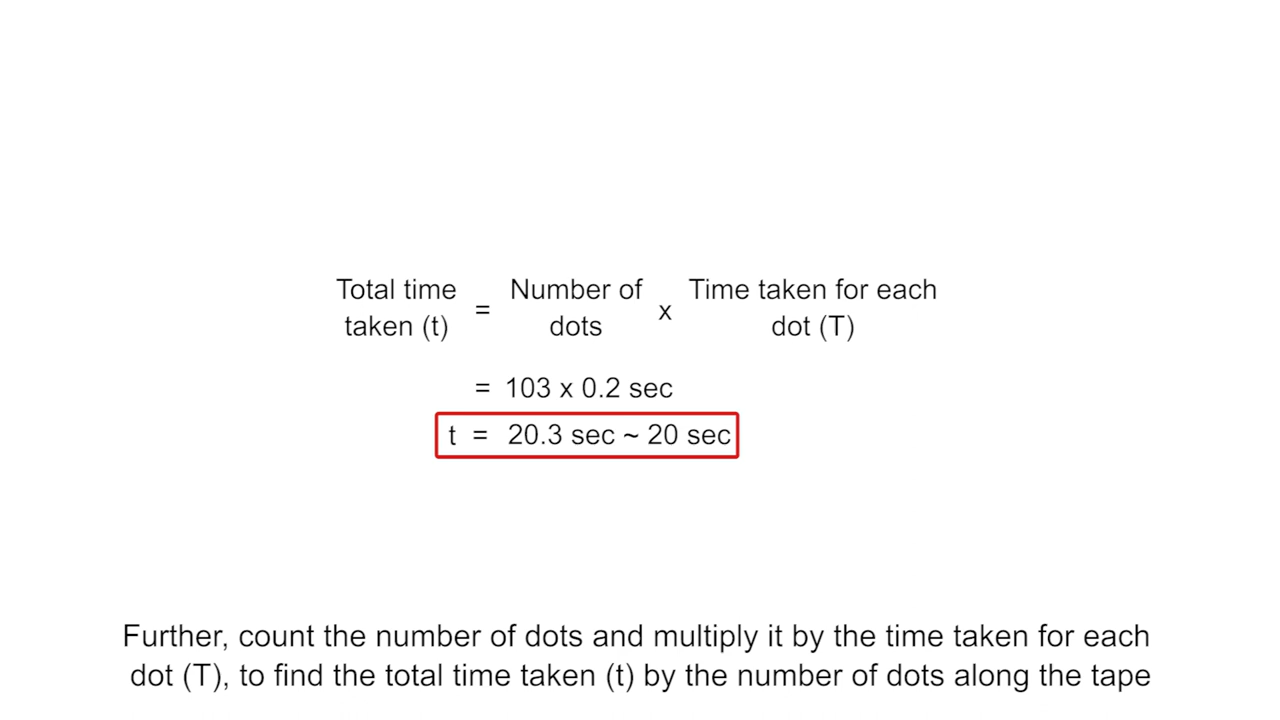 Total time taken (t) = Number of dots x Time taken for each dot (T)
= 103 x 0.2 sec
t = 20.3 sec ~ 20 sec
Further, count the number of dots and multiply it by the time taken for each
dot (T), to find the total time taken (t) by the number of dots along the tape